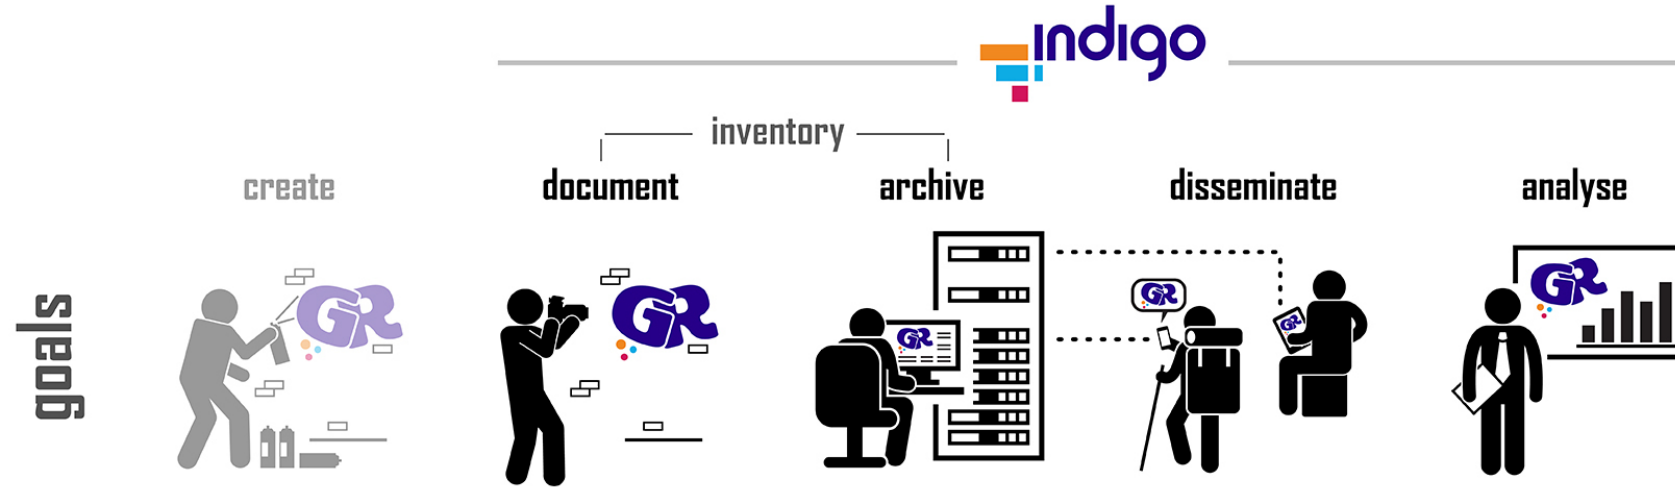 indigo
inventory
create
document
archive
disseminate
analyse
goals
GR
GR
GR
GR
GR
GR